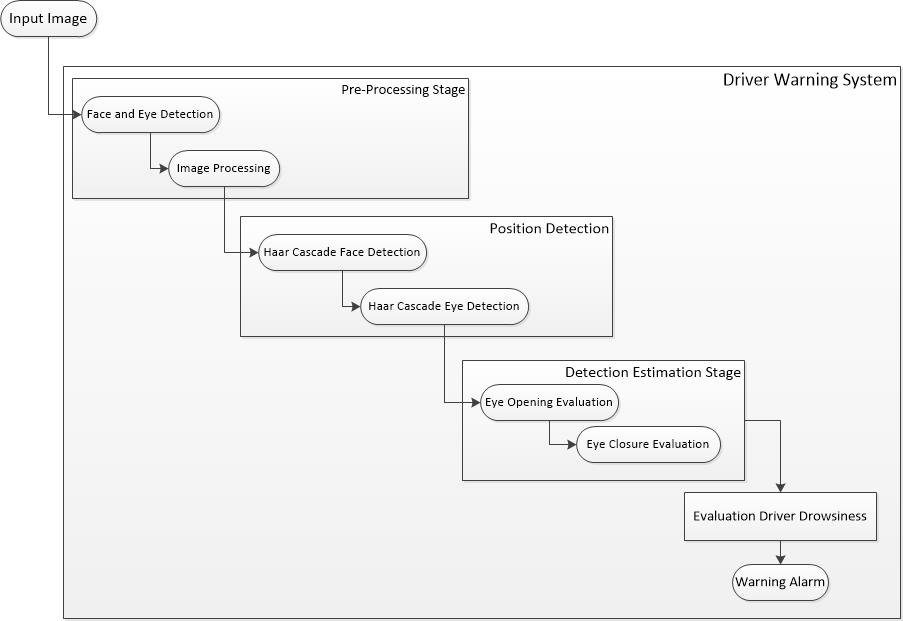 Input Image
Driver Warning System
Pre-Processing Stage
Face and Eye Detection
Image Processing
Position Detection
Haar Cascade Face Detection
Haar Cascade Eye Detection
Detection Estimation Stage
Eye Opening Evaluation
Eye Closure Evaluation
Evaluation Driver Drowsiness
Warning Alarm